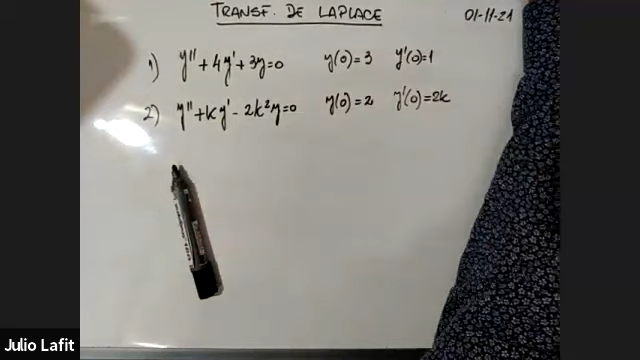 TRANSF. DE LAPLACE 01-11-21
1) y'' + 4y' + 3y = 0 y(0) = 3 y'(0) = 1
2) y'' + ky' - 2k²y = 0 y(0) = 2 y'(0) = 2k
Julio Lafit